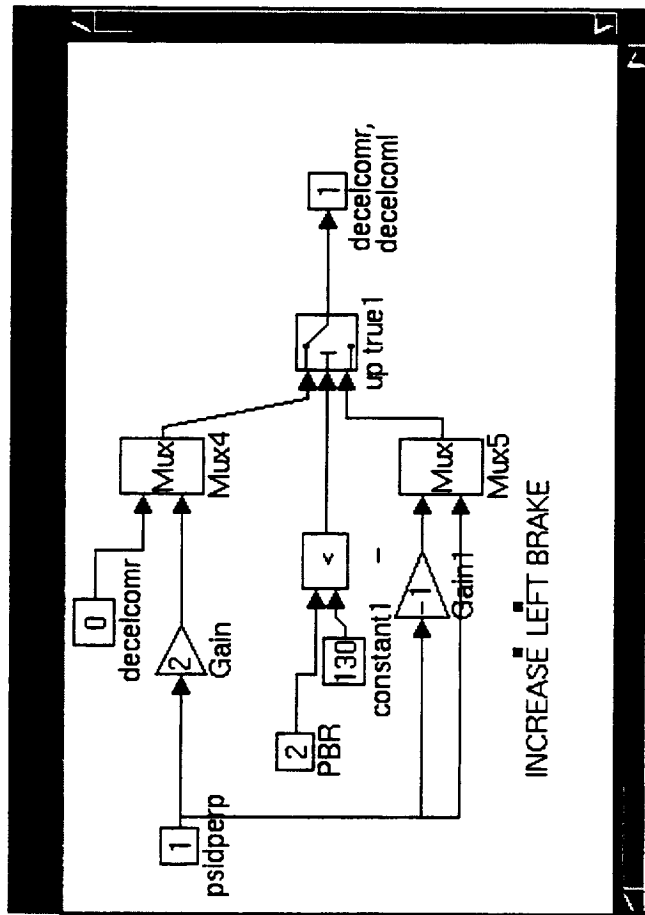 0
decelcomr
Mux
Mux4
1
psidperp
2
Gain
2
PBR
130
constant1
<
up true1
1
decelcomr,
decelcoml
-1
Gain1
Mux
Mux5
INCREASE LEFT BRAKE